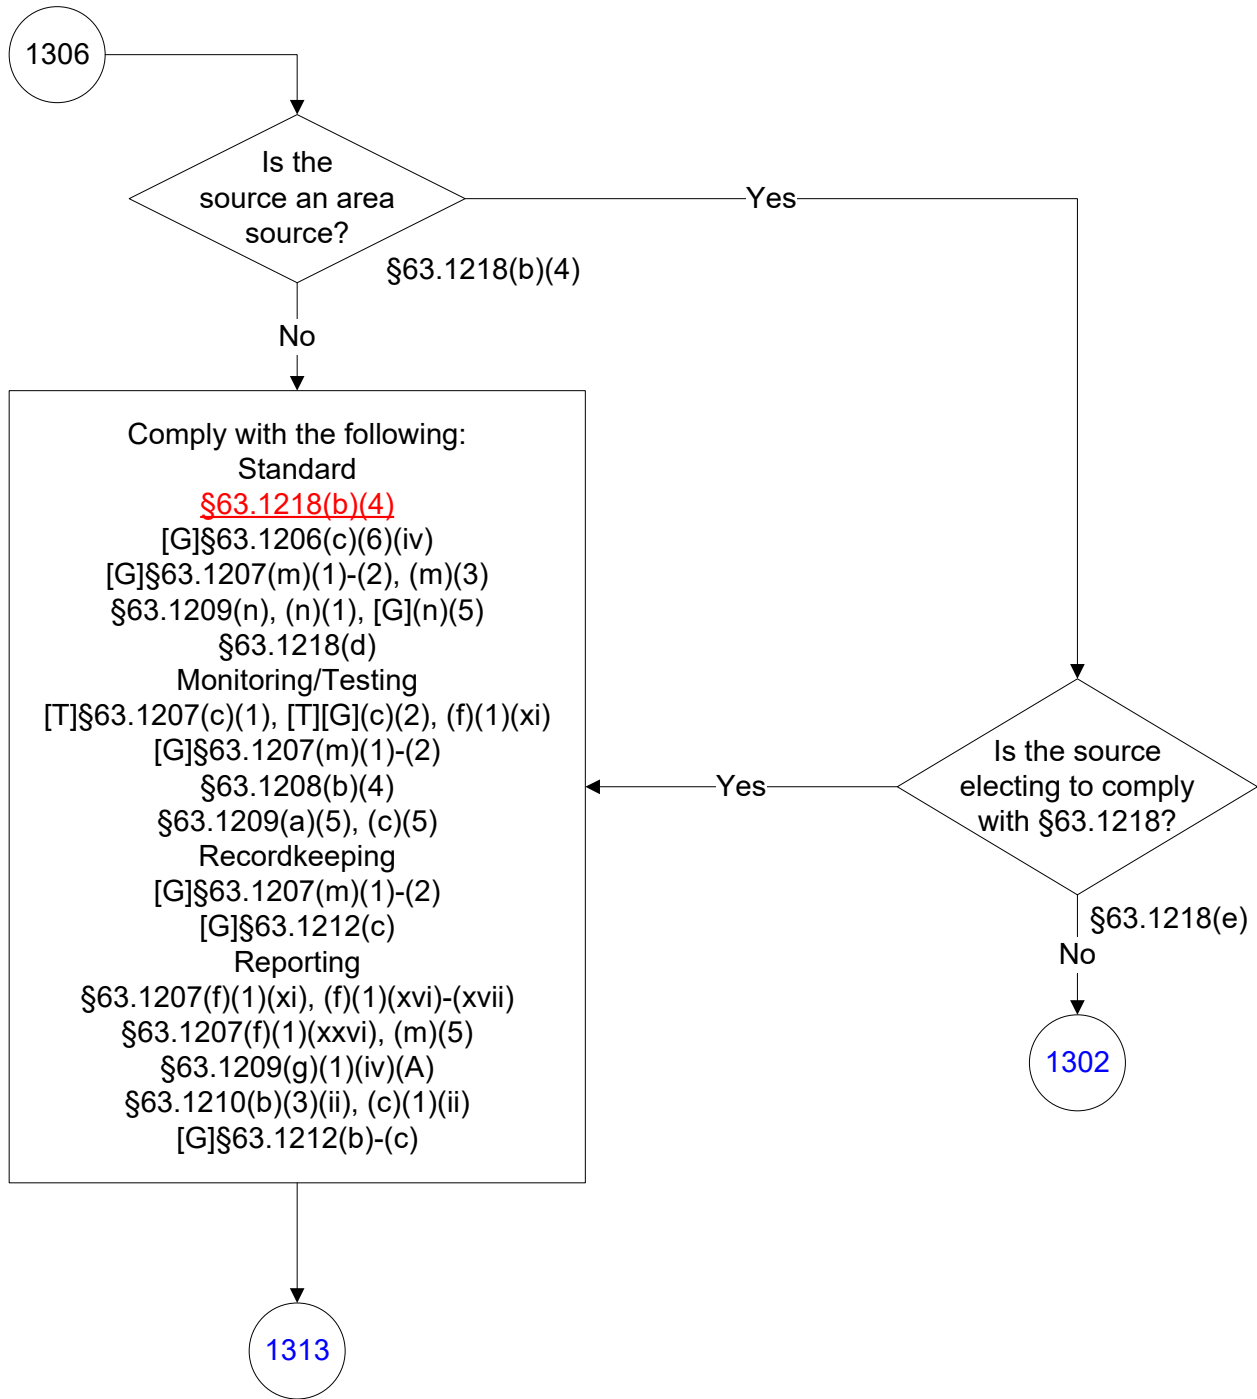 1306
Is the
source an area
source?
Yes
§63.1218(b)(4)
No
Comply with the following:
Standard
§63.1218(b)(4)
[G]§63.1206(c)(6)(iv)
[G]§63.1207(m)(1)-(2), (m)(3)
§63.1209(n), (n)(1), [G](n)(5)
§63.1218(d)
Monitoring/Testing
[T]§63.1207(c)(1), [T][G](c)(2), (f)(1)(xi)
[G]§63.1207(m)(1)-(2)
§63.1208(b)(4)
§63.1209(a)(5), (c)(5)
Recordkeeping
[G]§63.1207(m)(1)-(2)
[G]§63.1212(c)
Reporting
§63.1207(f)(1)(xi), (f)(1)(xvi)-(xvii)
§63.1207(f)(1)(xxvi), (m)(5)
§63.1209(g)(1)(iv)(A)
§63.1210(b)(3)(ii), (c)(1)(ii)
[G]§63.1212(b)-(c)
Yes
Is the source
electing to comply
with §63.1218?
§63.1218(e)
No
1302
1313